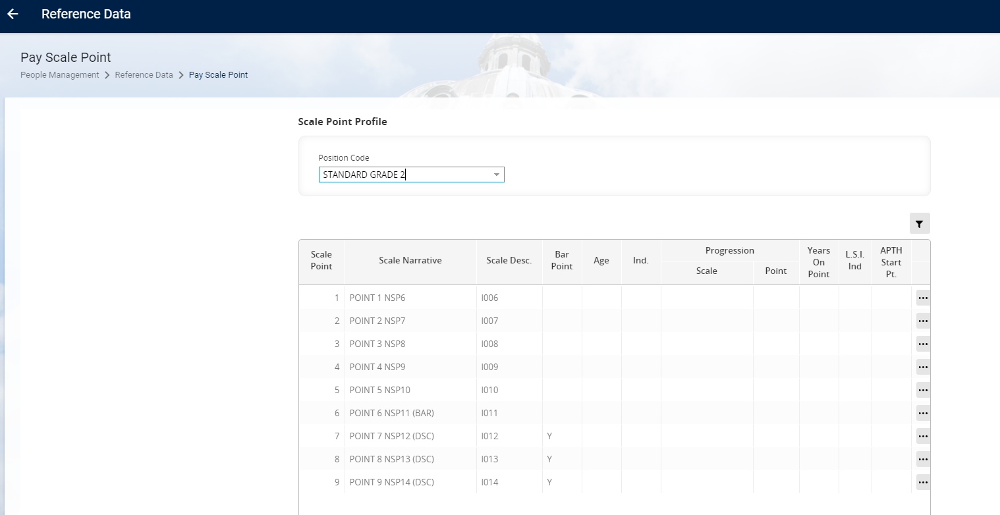 Reference Data
Pay Scale Point
People Management > Reference Data > Pay Scale Point
Scale Point Profile
Position Code
STANDARD GRADE 2
Scale Point Scale Narrative Scale Desc. Bar Point Age Ind. Progression Scale Point Years On Point L.S.I. Ind APTH Start Pt.
1 POINT 1 NSP6 I006
2 POINT 2 NSP7 I007
3 POINT 3 NSP8 I008
4 POINT 4 NSP9 I009
5 POINT 5 NSP10 I010
6 POINT 6 NSP11 (BAR) I011
7 POINT 7 NSP12 (DSC) I012 Y
8 POINT 8 NSP13 (DSC) I013 Y
9 POINT 9 NSP14 (DSC) I014 Y